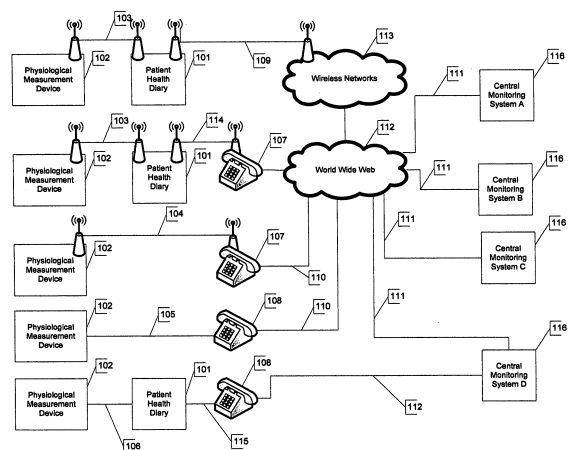 103
113
Physiological
Measurement
Device
102
Patient
Health
Diary
101
109
Wireless Networks
111
116
Central
Monitoring
System A
103
114
107
112
Physiological
Measurement
Device
102
Patient
Health
Diary
101
World Wide Web
111
116
Central
Monitoring
System B
104
107
111
116
Physiological
Measurement
Device
102
110
Central
Monitoring
System C
102
105
108
110
111
Physiological
Measurement
Device
116
102
101
108
Central
Monitoring
System D
Physiological
Measurement
Device
Patient
Health
Diary
112
106
115